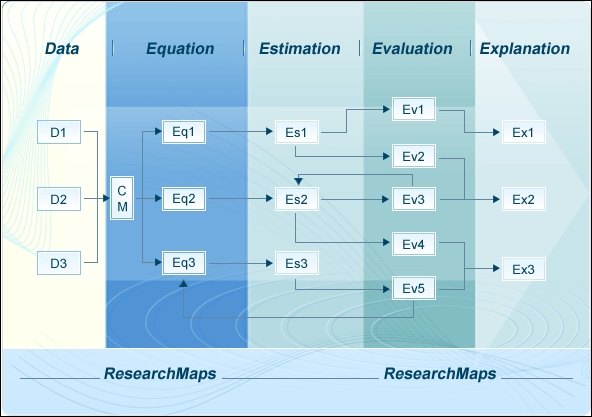 Data | Equation | Estimation | Evaluation | Explanation
Ev1
D1 Eq1 Es1 Ex1
Ev2
C
M
D2 Eq2 Es2 Ev3 Ex2
Ev4
D3 Eq3 Es3 Ex3
Ev5
ResearchMaps ResearchMaps